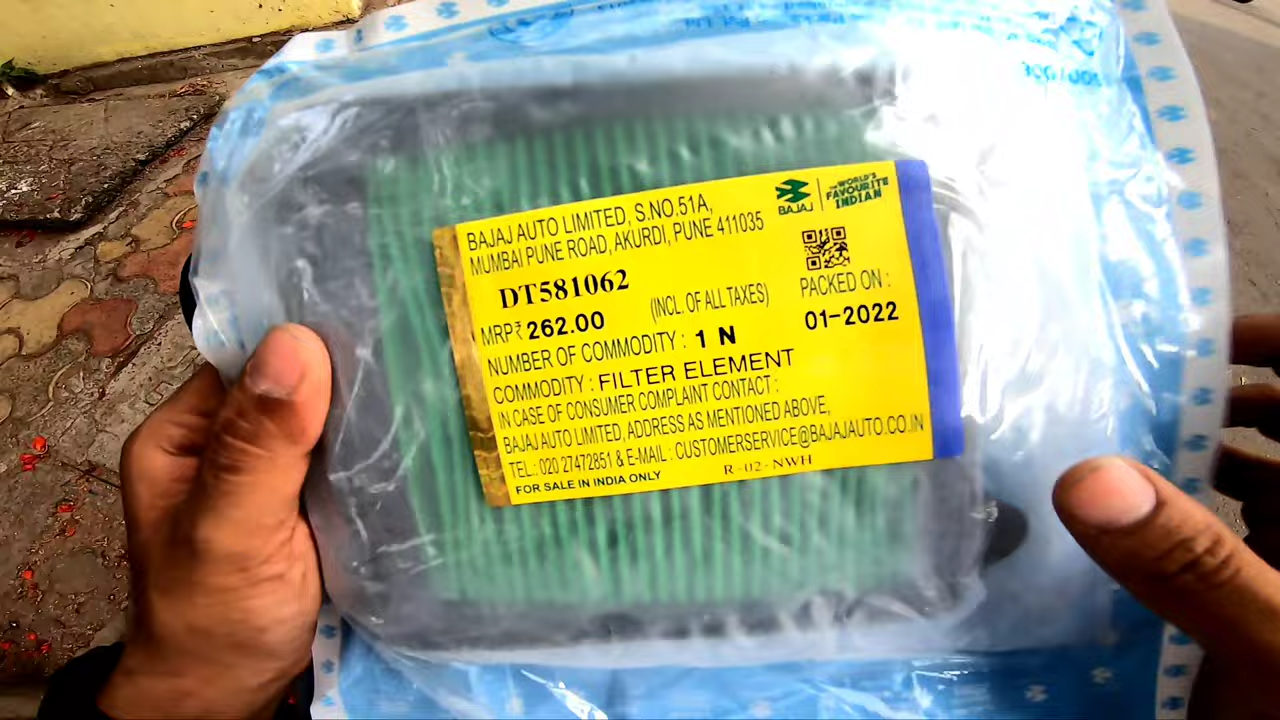 BAJAJ AUTO LIMITED, S.NO.51A,
MUMBAI PUNE ROAD, AKURDI, PUNE 411035
BAJAJ
THE WORLD'S
FAVOURITE
INDIAN
DT581062
MRP₹ 262.00 (INCL. OF ALL TAXES)
PACKED ON :
01-2022
NUMBER OF COMMODITY : 1 N
COMMODITY : FILTER ELEMENT
IN CASE OF CONSUMER COMPLAINT CONTACT :
BAJAJ AUTO LIMITED, ADDRESS AS MENTIONED ABOVE,
TEL : 020 27472851 & E-MAIL : CUSTOMERSERVICE@BAJAJAUTO.CO.IN
FOR SALE IN INDIA ONLY R-02-NWH